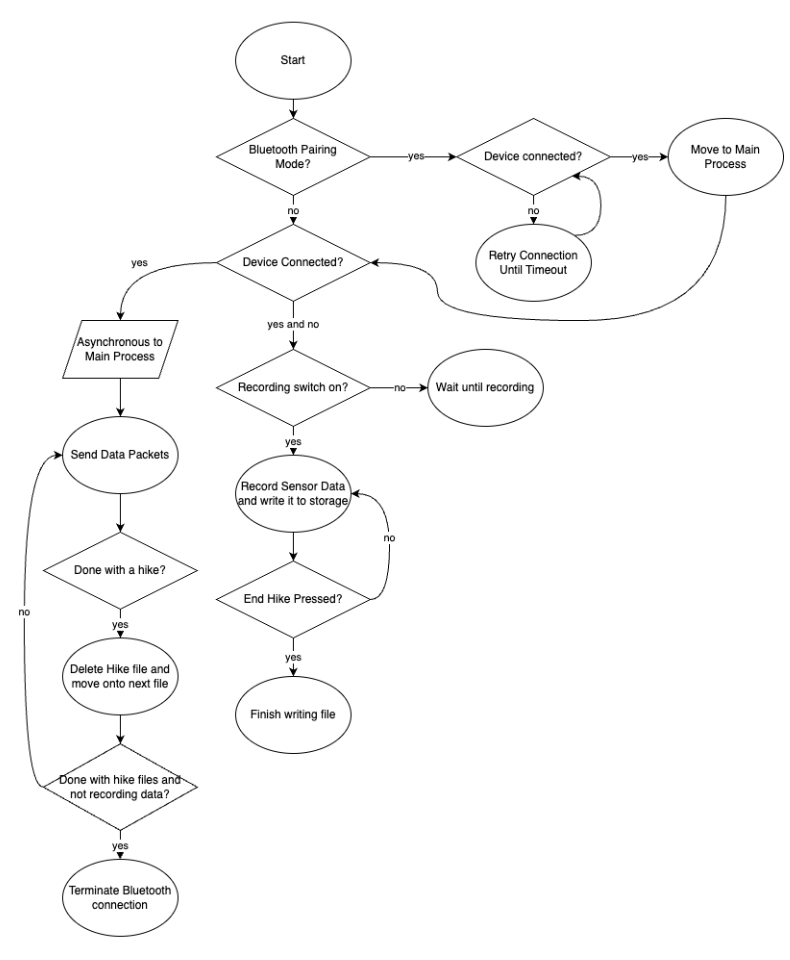 Start
Bluetooth Pairing
Mode?
yes
Device connected?
yes
Move to Main
Process
no
no
Retry Connection
Until Timeout
Device Connected?
yes
yes and no
Asynchronous to
Main Process
Recording switch on?
no
Wait until recording
yes
Send Data Packets
Record Sensor Data
and write it to storage
no
Done with a hike?
End Hike Pressed?
no
yes
yes
Delete Hike file and
move onto next file
Finish writing file
Done with hike files and
not recording data?
yes
Terminate Bluetooth
connection